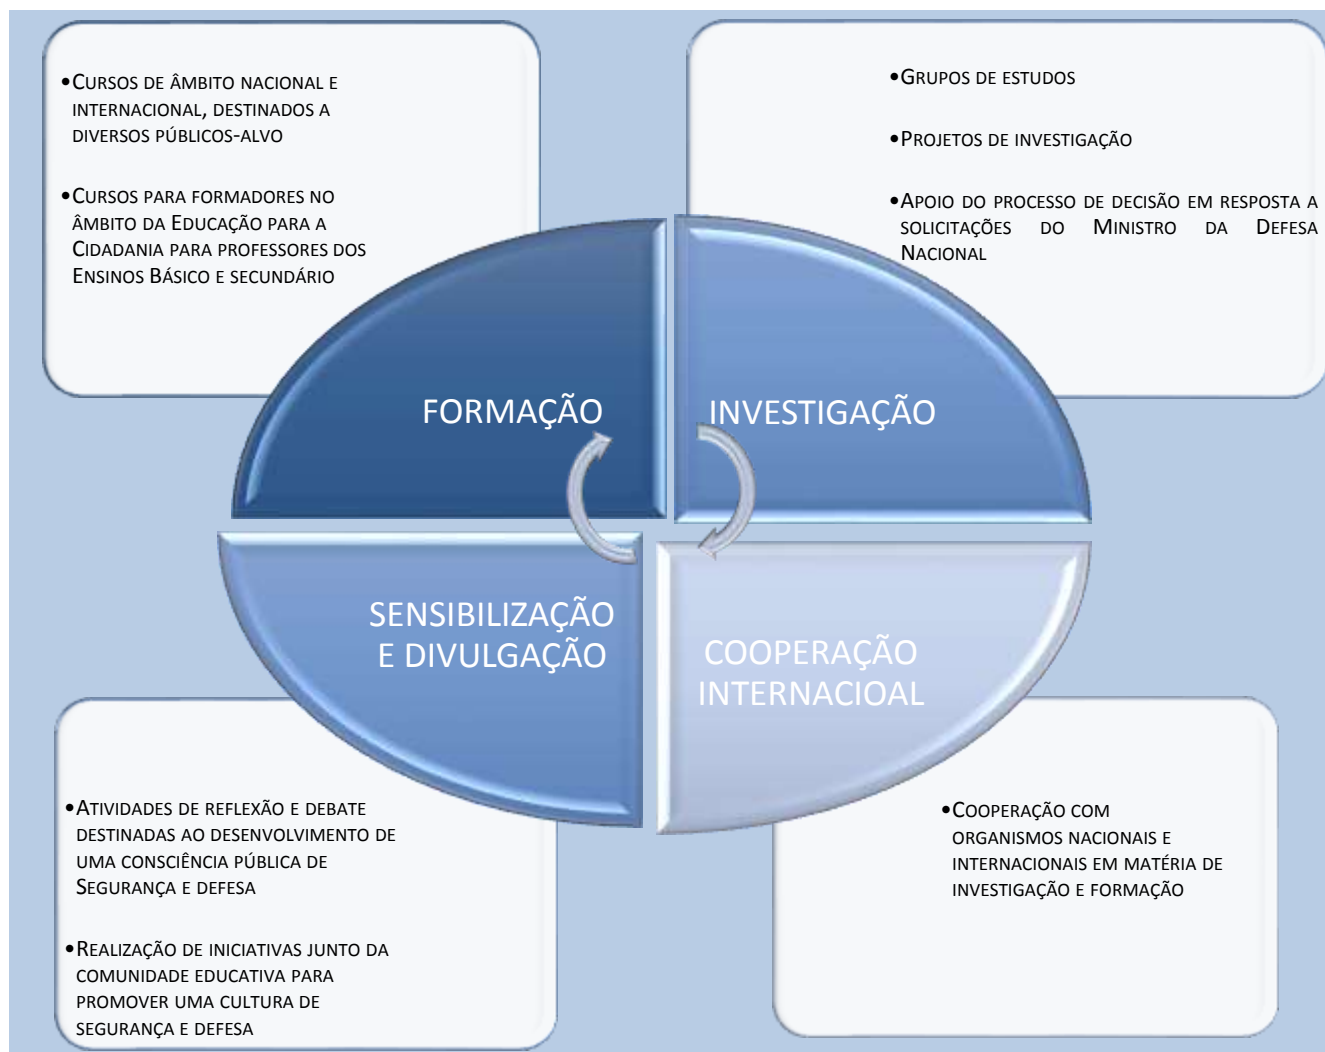 •Cursos de âmbito nacional e
internacional, destinados a
diversos públicos-alvo
•Cursos para formadores no
âmbito da Educação para a
Cidadania para professores dos
Ensinos Básico e secundário
•Grupos de estudos
•Projetos de investigação
•Apoio do processo de decisão em resposta a
solicitações do Ministro da Defesa
Nacional
FORMAÇÃO
INVESTIGAÇÃO
SENSIBILIZAÇÃO
E DIVULGAÇÃO
COOPERAÇÃO
INTERNACIOAL
•Atividades de reflexão e debate
destinadas ao desenvolvimento de
uma consciência pública de
Segurança e defesa
•Realização de iniciativas junto da
comunidade educativa para
promover uma cultura de
segurança e defesa
•Cooperação com
organismos nacionais e
internacionais em matéria de
investigação e formação